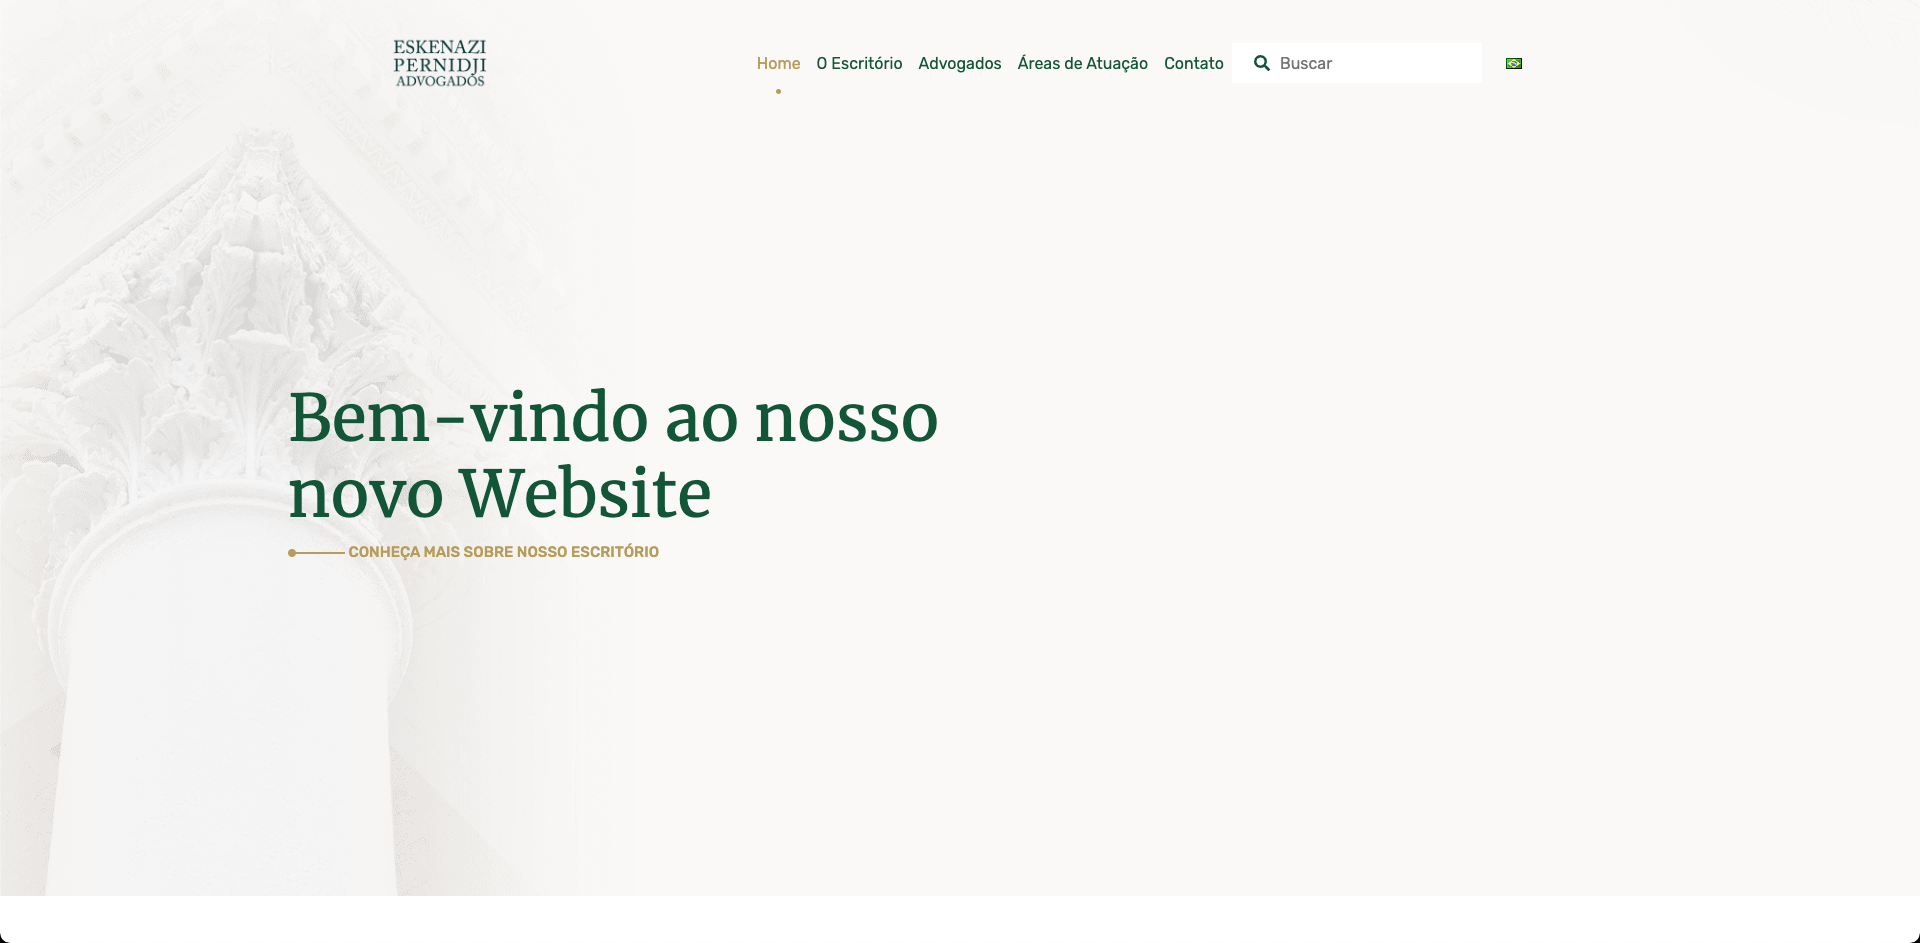 ESKENAZI
PERNIDJI
ADVOGADOS
Home O Escritório Advogados Áreas de Atuação Contato Buscar
Bem-vindo ao nosso
novo Website
CONHEÇA MAIS SOBRE NOSSO ESCRITÓRIO